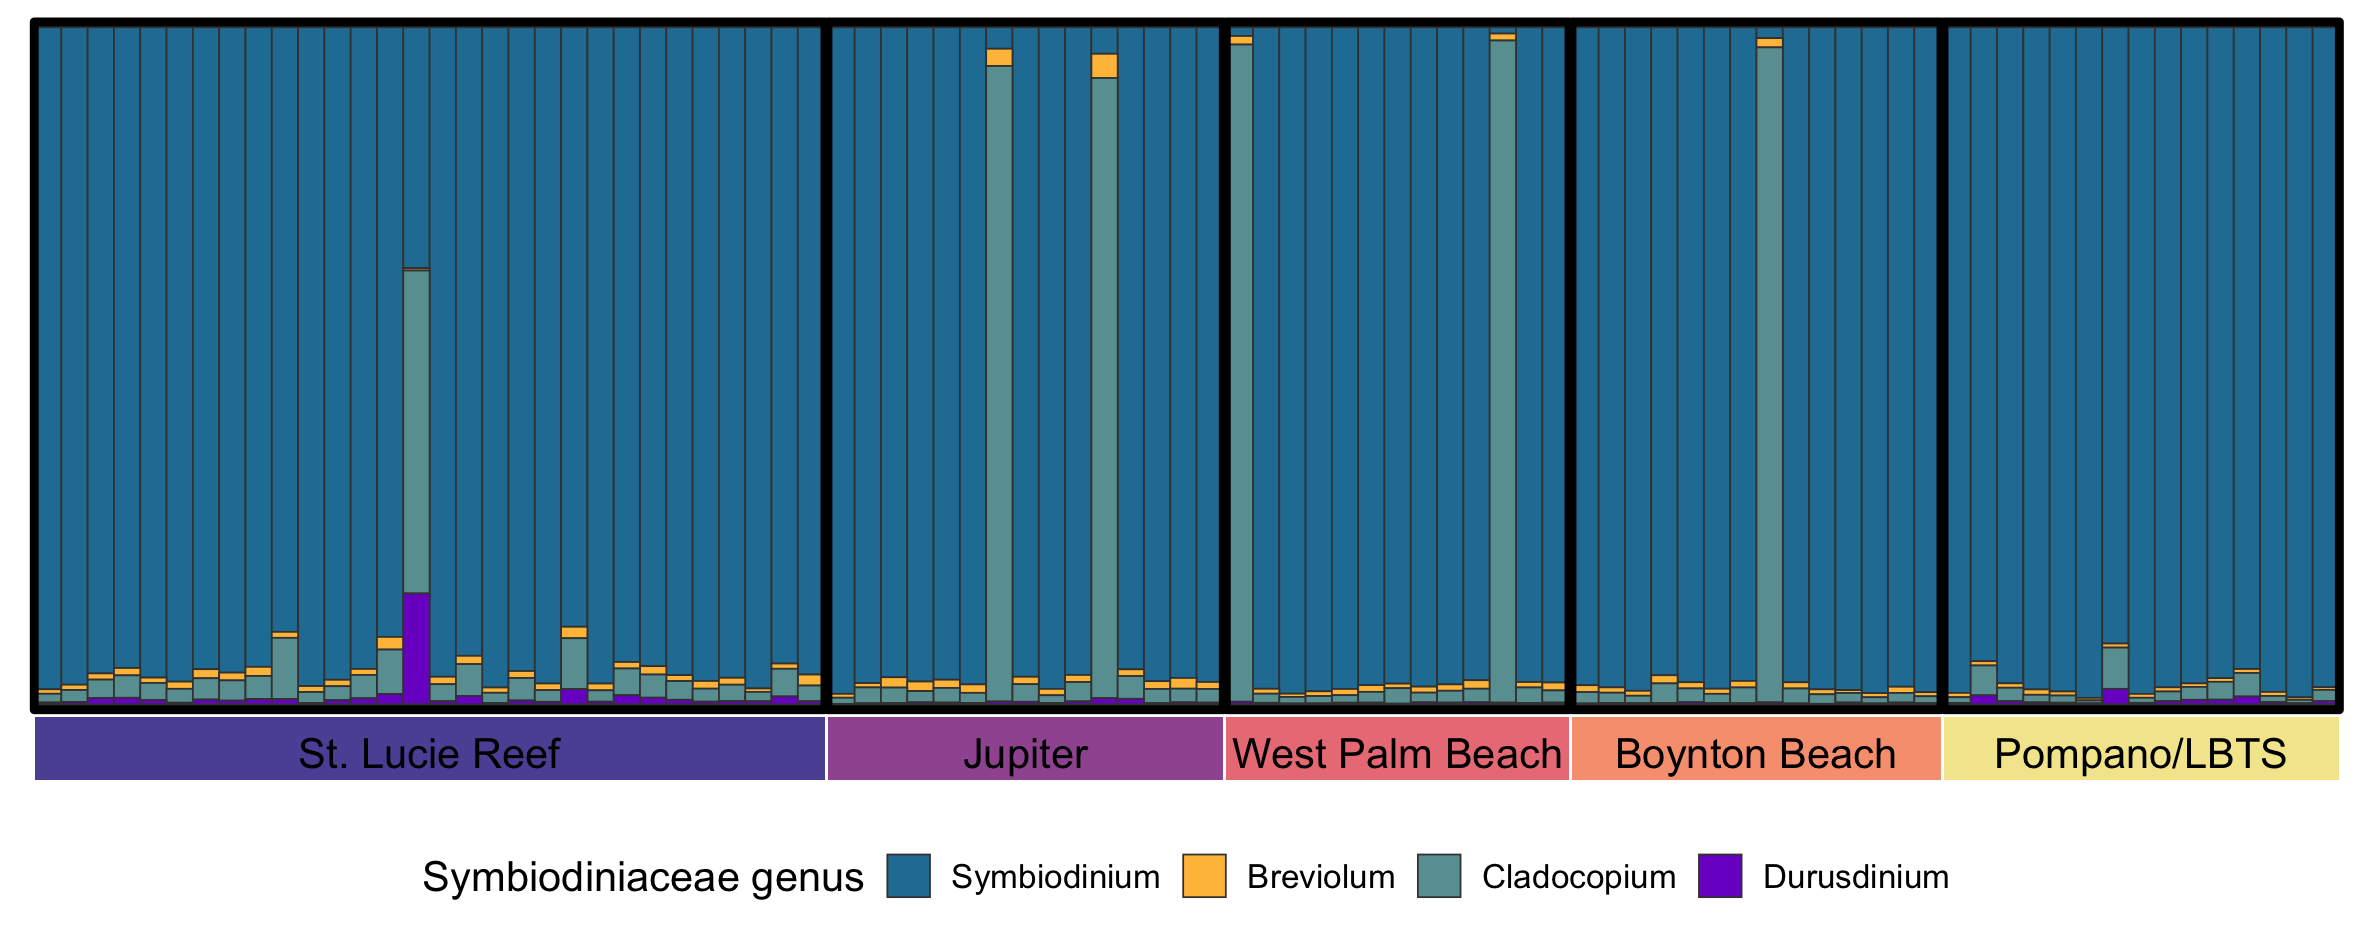 St. Lucie Reef Jupiter West Palm Beach Boynton Beach Pompano/LBTS
Symbiodiniaceae genus Symbiodinium Breviolum Cladocopium Durusdinium